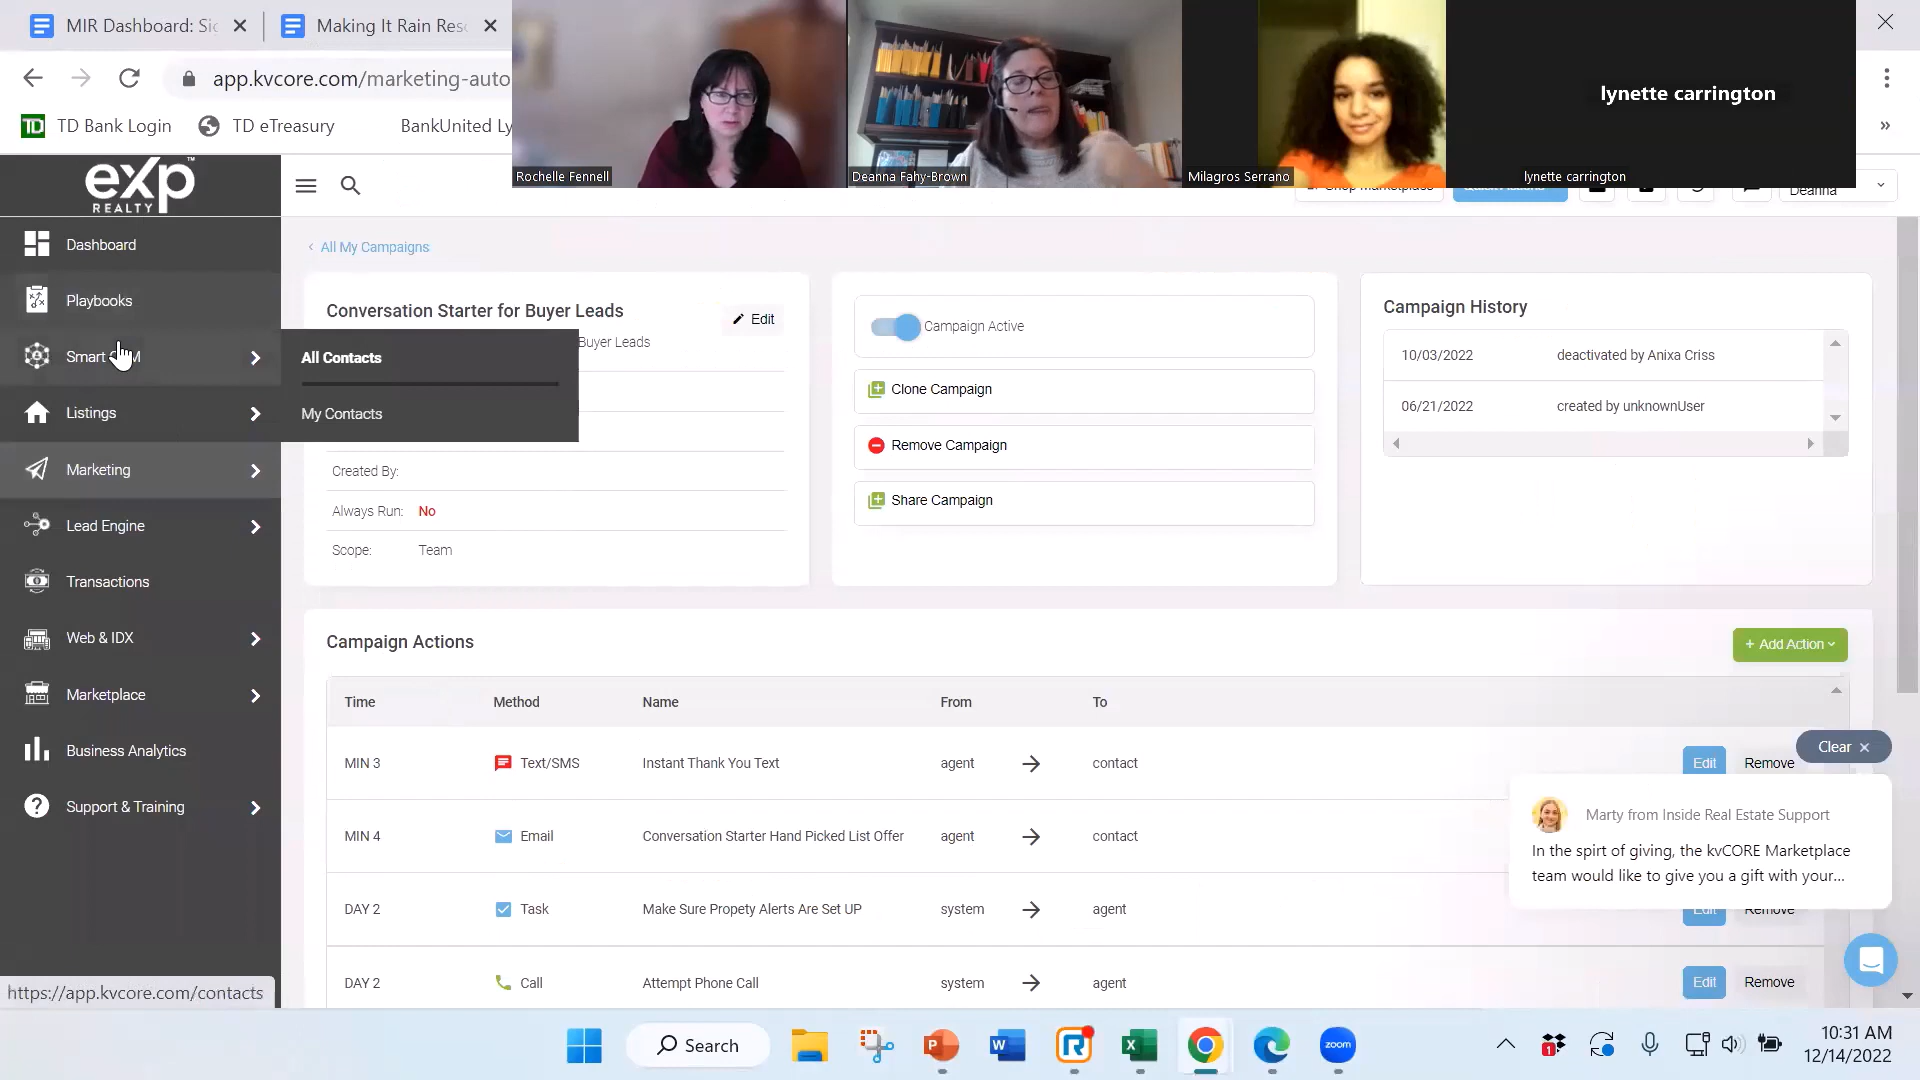 MIR Dashboard: Sig
Making It Rain Reso
app.kvcore.com/marketing-auto
TD Bank Login
TD eTreasury
BankUnited Ly
Rochelle Fennell
Deanna Fahy-Brown
Milagros Serrano
lynette carrington
lynette carrington
exp
REALTY
Deanna
Dashboard
Playbooks
Smart
Listings
Marketing
Lead Engine
Transactions
Web & IDX
Marketplace
Business Analytics
Support & Training
All Contacts
My Contacts
https://app.kvcore.com/contacts
All My Campaigns
Conversation Starter for Buyer Leads
Edit
Buyer Leads
Created By:
Always Run: No
Scope: Team
Campaign Active
Clone Campaign
Remove Campaign
Share Campaign
Campaign History
10/03/2022 deactivated by Anixa Criss
06/21/2022 created by unknownUser
Campaign Actions
+ Add Action
Time Method Name From To
MIN 3 Text/SMS Instant Thank You Text agent contact Edit Remove
MIN 4 Email Conversation Starter Hand Picked List Offer agent contact
DAY 2 Task Make Sure Propety Alerts Are Set UP system agent Edit Remove
DAY 2 Call Attempt Phone Call system agent Edit Remove
Clear
Marty from Inside Real Estate Support
In the spirt of giving, the kvCORE Marketplace
team would like to give you a gift with your...
Search
zoom
10:31 AM
12/14/2022